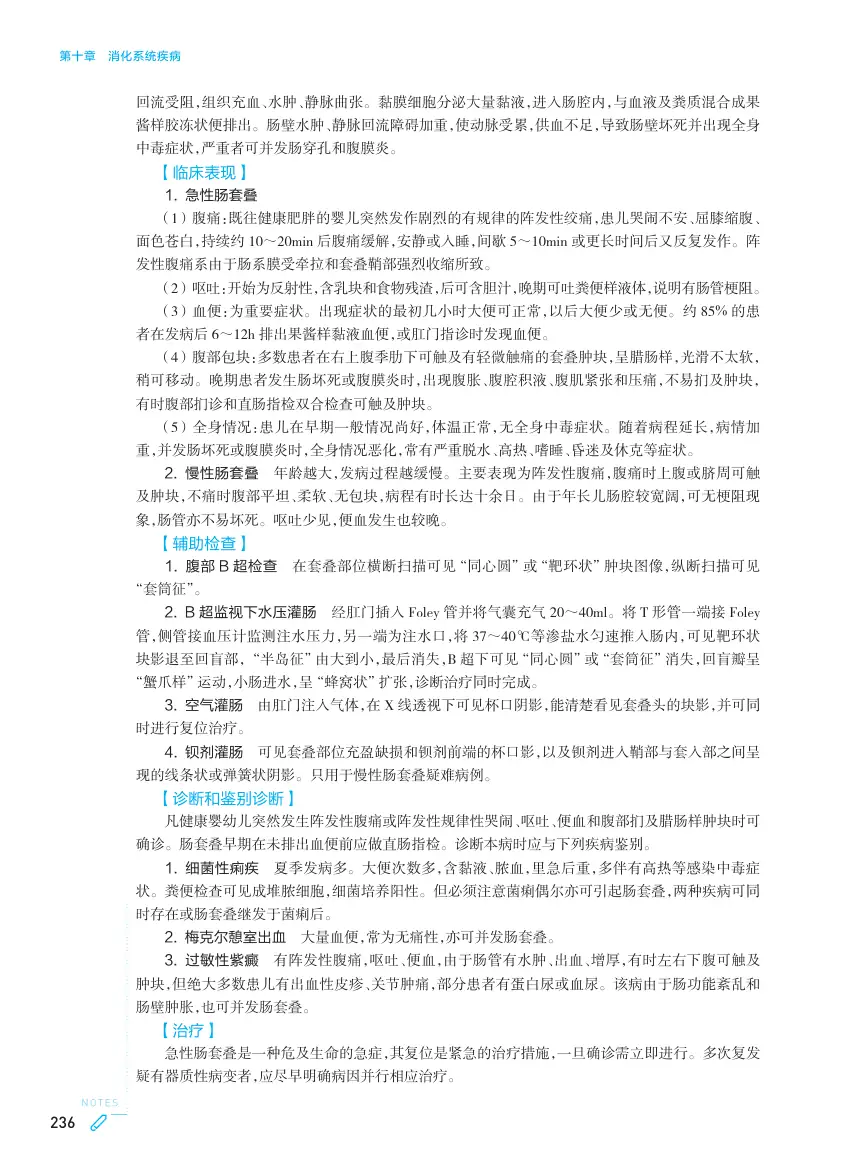 第十章 消化系统疾病
回流受阻,组织充血、水肿、静脉曲张。黏膜细胞分泌大量黏液,进入肠腔内,与血液及粪质混合成果
酱样胶冻状便排出。肠壁水肿、静脉回流障碍加重,使动脉受累,供血不足,导致肠壁坏死并出现全身
中毒症状,严重者可并发肠穿孔和腹膜炎。
【临床表现】
1. 急性肠套叠
（1）腹痛:既往健康肥胖的婴儿突然发作剧烈的有规律的阵发性绞痛,患儿哭闹不安、屈膝缩腹、
面色苍白,持续约 10～20min 后腹痛缓解,安静或入睡,间歇 5～10min 或更长时间后又反复发作。阵
发性腹痛系由于肠系膜受牵拉和套叠鞘部强烈收缩所致。
（2）呕吐:开始为反射性,含乳块和食物残渣,后可含胆汁,晚期可吐粪便样液体,说明有肠管梗阻。
（3）血便:为重要症状。出现症状的最初几小时大便可正常,以后大便少或无便。约 85% 的患
者在发病后 6～12h 排出果酱样黏液血便,或肛门指诊时发现血便。
（4）腹部包块:多数患者在右上腹季肋下可触及有轻微触痛的套叠肿块,呈腊肠样,光滑不太软,
稍可移动。晚期患者发生肠坏死或腹膜炎时,出现腹胀、腹腔积液、腹肌紧张和压痛,不易扪及肿块,
有时腹部扪诊和直肠指检双合检查可触及肿块。
（5）全身情况:患儿在早期一般情况尚好,体温正常,无全身中毒症状。随着病程延长,病情加
重,并发肠坏死或腹膜炎时,全身情况恶化,常有严重脱水、高热、嗜睡、昏迷及休克等症状。
2. 慢性肠套叠 年龄越大,发病过程越缓慢。主要表现为阵发性腹痛,腹痛时上腹或脐周可触
及肿块,不痛时腹部平坦、柔软、无包块,病程有时长达十余日。由于年长儿肠腔较宽阔,可无梗阻现
象,肠管亦不易坏死。呕吐少见,便血发生也较晚。
【辅助检查】
1. 腹部 B 超检查 在套叠部位横断扫描可见 “同心圆” 或 “靶环状” 肿块图像,纵断扫描可见
“套筒征”。
2. B 超监视下水压灌肠 经肛门插入 Foley 管并将气囊充气 20～40ml。将 T 形管一端接 Foley
管,侧管接血压计监测注水压力,另一端为注水口,将 37～40℃等渗盐水匀速推入肠内,可见靶环状
块影退至回盲部, “半岛征” 由大到小,最后消失,B 超下可见 “同心圆” 或 “套筒征” 消失,回盲瓣呈
“蟹爪样” 运动,小肠进水,呈 “蜂窝状” 扩张,诊断治疗同时完成。
3. 空气灌肠 由肛门注入气体,在 X 线透视下可见杯口阴影,能清楚看见套叠头的块影,并可同
时进行复位治疗。
4. 钡剂灌肠 可见套叠部位充盈缺损和钡剂前端的杯口影,以及钡剂进入鞘部与套入部之间呈
现的线条状或弹簧状阴影。只用于慢性肠套叠疑难病例。
【诊断和鉴别诊断】
凡健康婴幼儿突然发生阵发性腹痛或阵发性规律性哭闹、呕吐、便血和腹部扪及腊肠样肿块时可
确诊。肠套叠早期在未排出血便前应做直肠指检。诊断本病时应与下列疾病鉴别。
1. 细菌性痢疾 夏季发病多。大便次数多,含黏液、脓血,里急后重,多伴有高热等感染中毒症
状。粪便检查可见成堆脓细胞,细菌培养阳性。但必须注意菌痢偶尔亦可引起肠套叠,两种疾病可同
时存在或肠套叠继发于菌痢后。
2. 梅克尔憩室出血 大量血便,常为无痛性,亦可并发肠套叠。
3. 过敏性紫癜 有阵发性腹痛,呕吐、便血,由于肠管有水肿、出血、增厚,有时左右下腹可触及
肿块,但绝大多数患儿有出血性皮疹、关节肿痛,部分患者有蛋白尿或血尿。该病由于肠功能紊乱和
肠壁肿胀,也可并发肠套叠。
【治疗】
急性肠套叠是一种危及生命的急症,其复位是紧急的治疗措施,一旦确诊需立即进行。多次复发
疑有器质性病变者,应尽早明确病因并行相应治疗。
NOTES
236